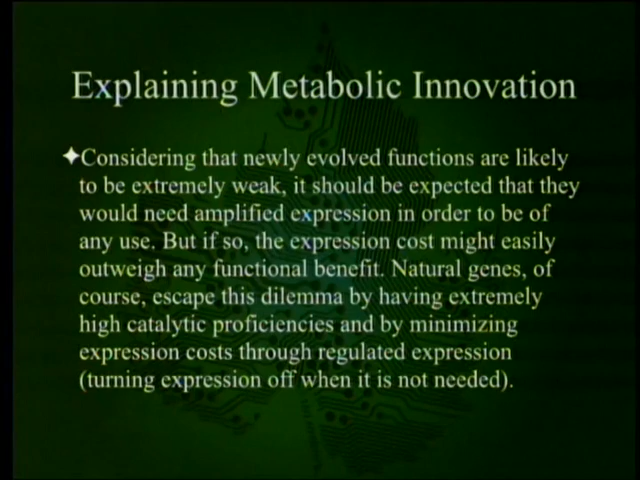 Explaining Metabolic Innovation
✦Considering that newly evolved functions are likely
to be extremely weak, it should be expected that they
would need amplified expression in order to be of
any use. But if so, the expression cost might easily
outweigh any functional benefit. Natural genes, of
course, escape this dilemma by having extremely
high catalytic proficiencies and by minimizing
expression costs through regulated expression
(turning expression off when it is not needed).